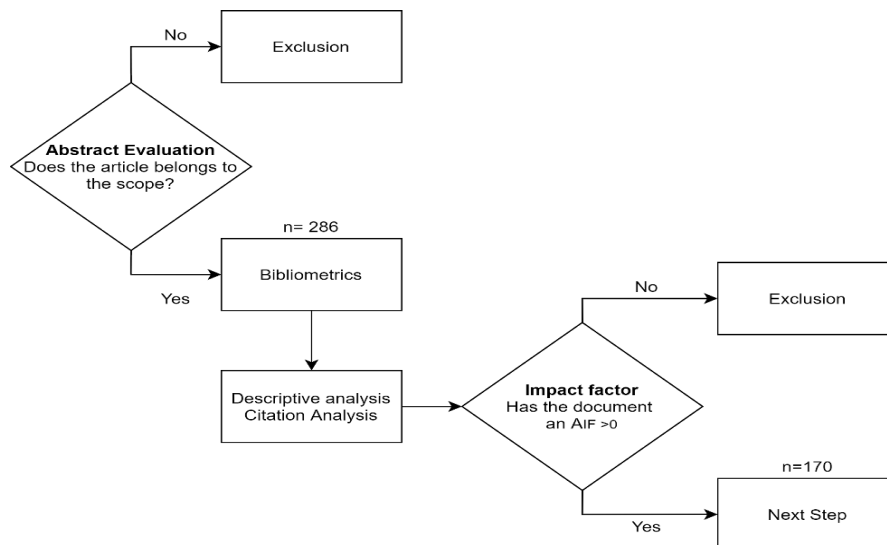 No
Exclusion
Abstract Evaluation
Does the article belongs to
the scope?
n= 286
Bibliometrics
Yes
No
Exclusion
Descriptive analysis
Citation Analysis
Impact factor
Has the document
an AIF >0
n=170
Next Step
Yes